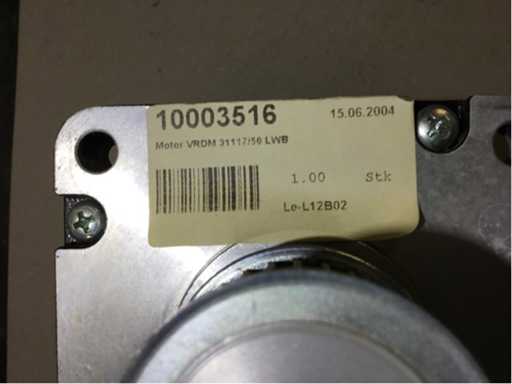 10003516 15.06.2004
Motor VRDM 31117/50 LWB
1.00 Stk
Le-L12B02